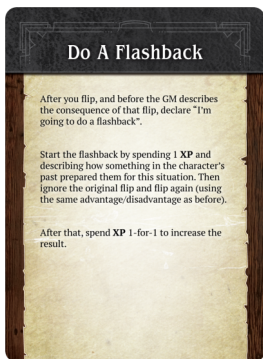 Do A Flashback
After you flip, and before the GM describes
the consequence of that flip, declare “I’m
going to do a flashback”.
Start the flashback by spending 1 XP and
describing how something in the character’s
past prepared them for this situation. Then
ignore the original flip and flip again (using
the same advantage/disadvantage as before).
After that, spend XP 1-for-1 to increase the
result.